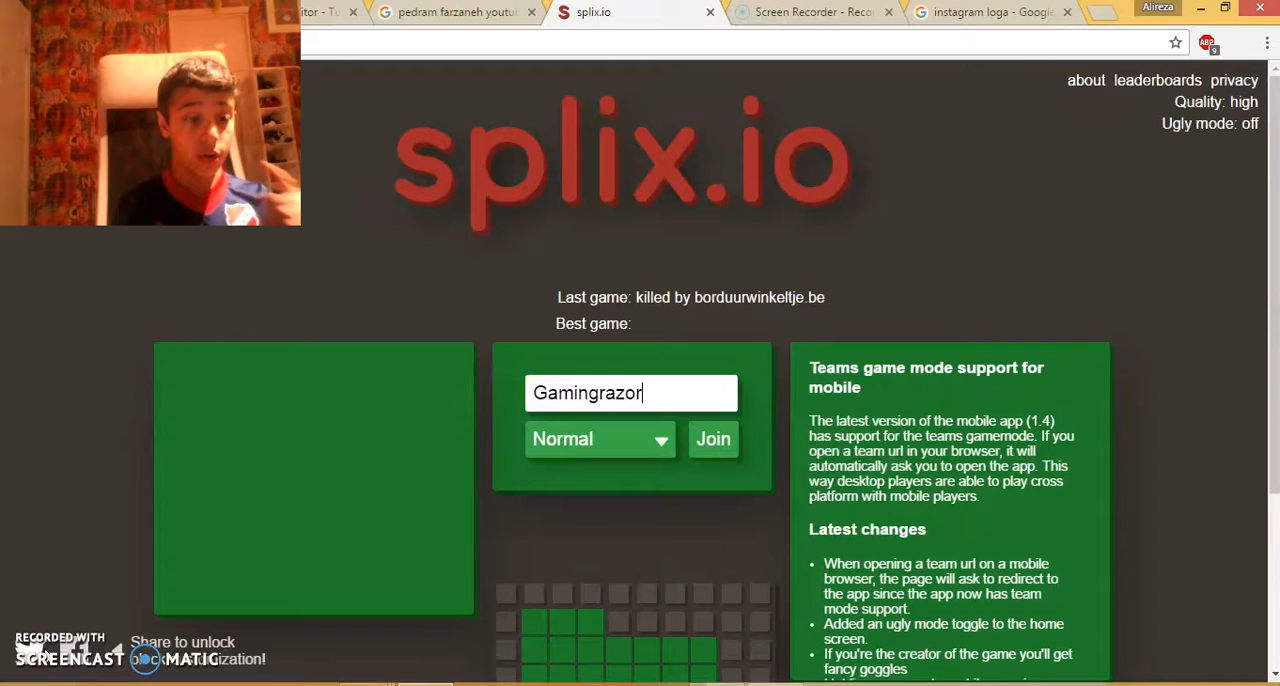 itor - Tu
pedram farzaneh youtu
splix.io
Screen Recorder - Reco
instagram loga - Google
Alireza
ABP
9
about leaderboards privacy
Quality: high
Ugly mode: off
splix.io
Last game: killed by borduurwinkeltje.be
Best game:
Gamingrazor
Normal
Join
Teams game mode support for
mobile
The latest version of the mobile app (1.4)
has support for the teams gamemode. If you
open a team url in your browser, it will
automatically ask you to open the app. This
way desktop players are able to play cross
platform with mobile players.
Latest changes
• When opening a team url on a mobile
browser, the page will ask to redirect to
the app since the app now has team
mode support.
• Added an ugly mode toggle to the home
screen.
• If you're the creator of the game you'll get
fancy goggles
Share to unlock
RECORDED WITH
SCREENCAST MATIC